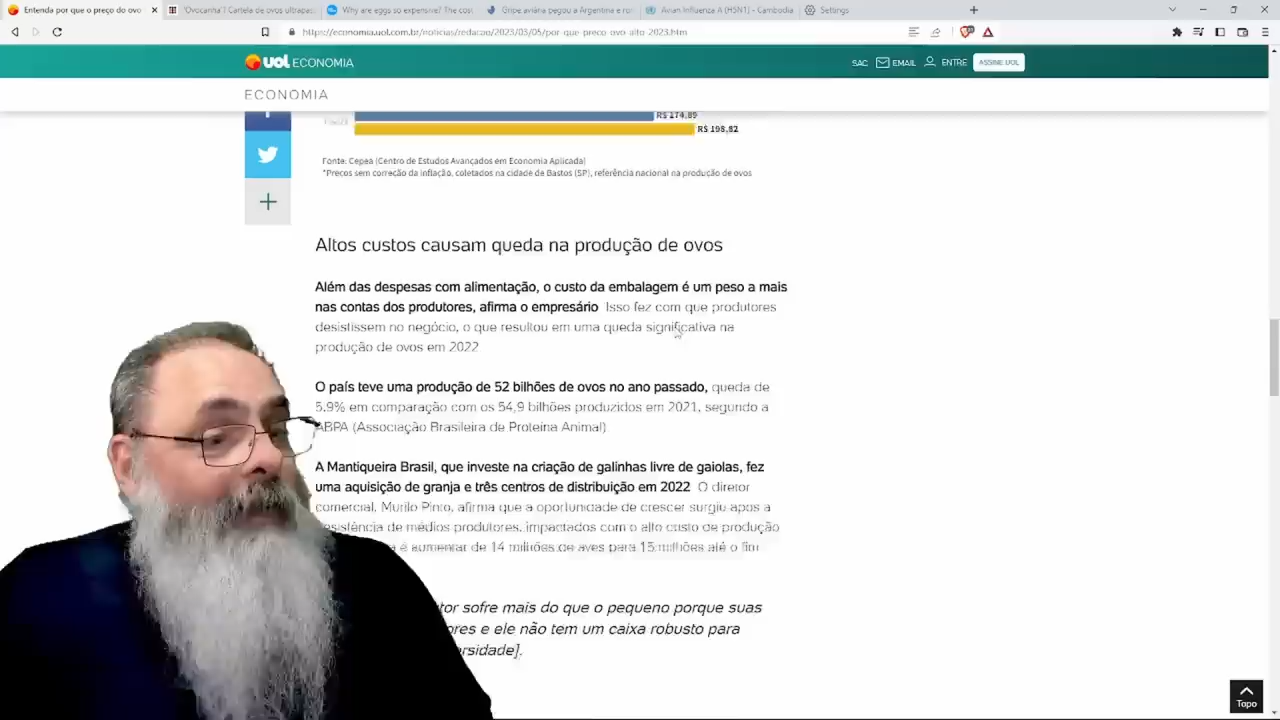 Entenda por que o preço do ovo
"Ovocanha"! Cartela de ovos ultrapas
Why are eggs so expensive? The cost
Gripe aviária pegou a Argentina e ron
Avian Influenza A (H5N1) - Cambodia
Settings
https://economia.uol.com.br/noticias/redacao/2023/03/05/por-que-preco-ovo-alto-2023.htm
UOL ECONOMIA
SAC EMAIL ENTRE ASSINE UOL
ECONOMIA
R$ 174,89
R$ 198,82
Fonte: Cepea (Centro de Estudos Avançados em Economia Aplicada)
*Preços sem correção da inflação, coletados na cidade de Bastos (SP), referência nacional na produção de ovos
Altos custos causam queda na produção de ovos
Além das despesas com alimentação, o custo da embalagem é um peso a mais
nas contas dos produtores, afirma o empresário Isso fez com que produtores
desistissem no negócio, o que resultou em uma queda significativa na
produção de ovos em 2022
O país teve uma produção de 52 bilhões de ovos no ano passado, queda de
5,9% em comparação com os 54,9 bilhões produzidos em 2021, segundo a
ABPA (Associação Brasileira de Proteína Animal)
A Mantiqueira Brasil, que investe na criação de galinhas livre de gaiolas, fez
uma aquisição de granja e três centros de distribuição em 2022 O diretor
comercial, Murilo Pinto, afirma que a oportunidade de crescer surgiu após a
desistência de médios produtores, impactados com o alto custo de produção
é aumentar de 14 milhões de aves para 15 milhões até o fim
tor sofre mais do que o pequeno porque suas
ores e ele não tem um caixa robusto para
ersidade].
Topo